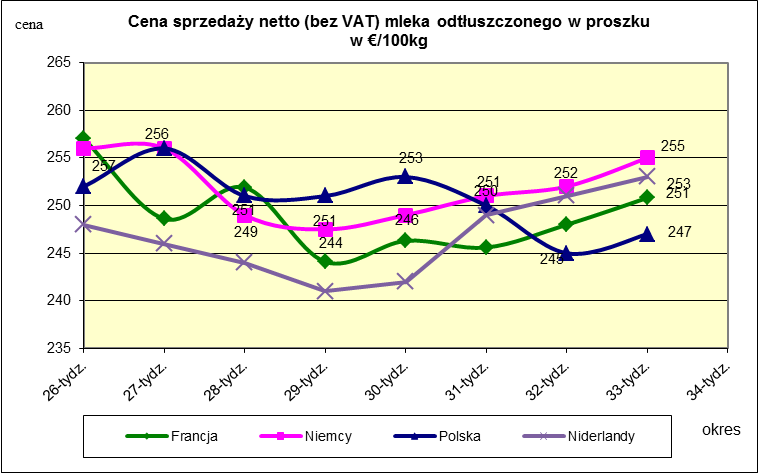 Cena sprzedaży netto (bez VAT) mleka odtłuszczonego w proszku
w €/100kg
cena
265
260
255
250
245
240
235
257
256
251
249
251
244
253
246
251
250
252
245
255
253
251
247
26-tydz.
27-tydz.
28-tydz.
29-tydz.
30-tydz.
31-tydz.
32-tydz.
33-tydz.
34-tydz.
okres
Francja Niemcy Polska Niderlandy